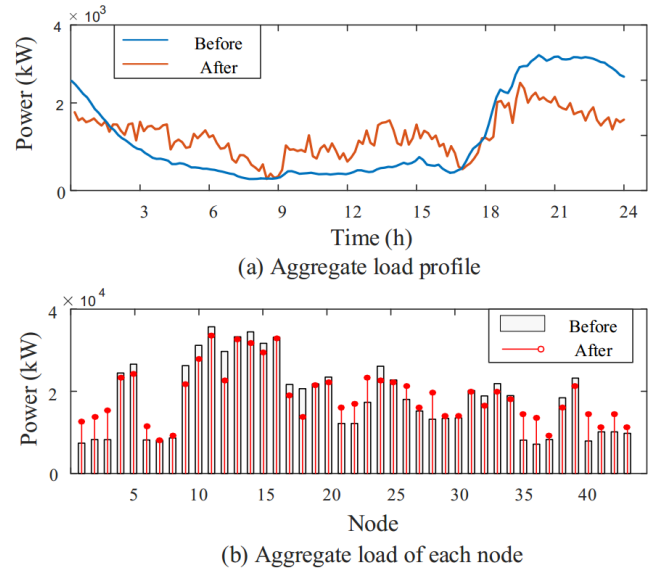 × 10³
4
Before
After
2
0
Power (kW)
3 6 9 12 15 18 21 24
Time (h)
(a) Aggregate load profile
× 10⁴
4
Before
After
2
0
Power (kW)
5 10 15 20 25 30 35 40
Node
(b) Aggregate load of each node